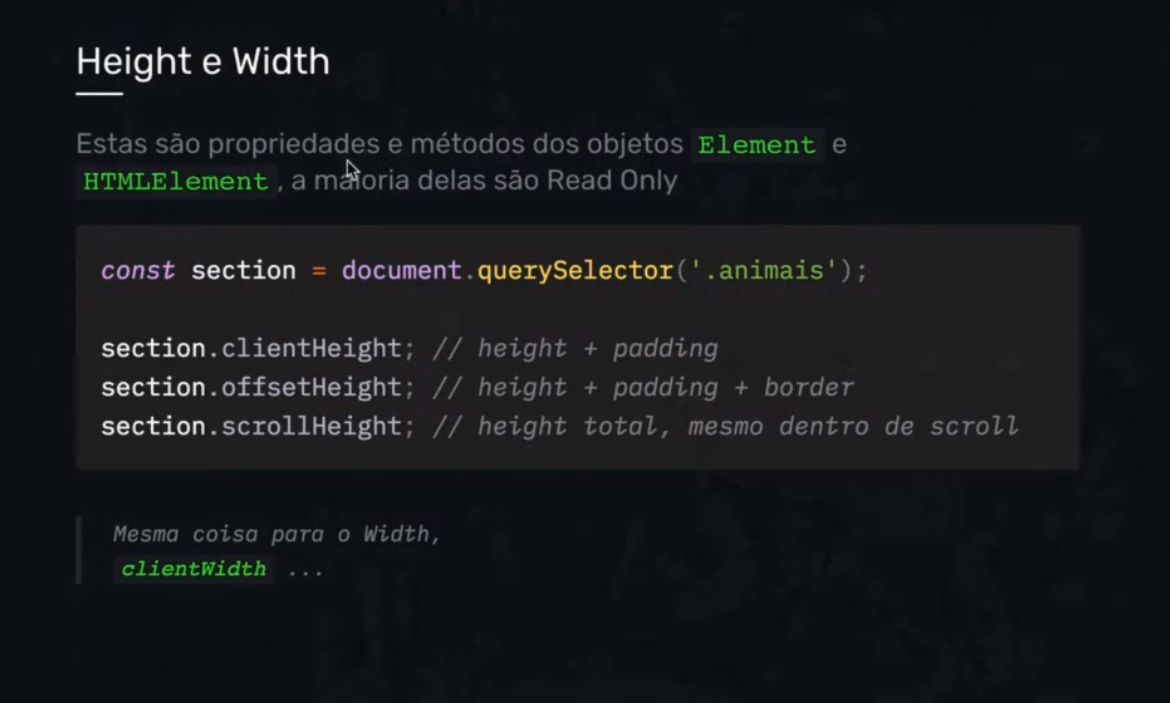 Height e Width
Estas são propriedades e métodos dos objetos Element e
HTMLElement, a maioria delas são Read Only
const section = document.querySelector('.animais');
section.clientHeight; // height + padding
section.offsetHeight; // height + padding + border
section.scrollHeight; // height total, mesmo dentro de scroll
Mesma coisa para o Width,
clientWidth ...